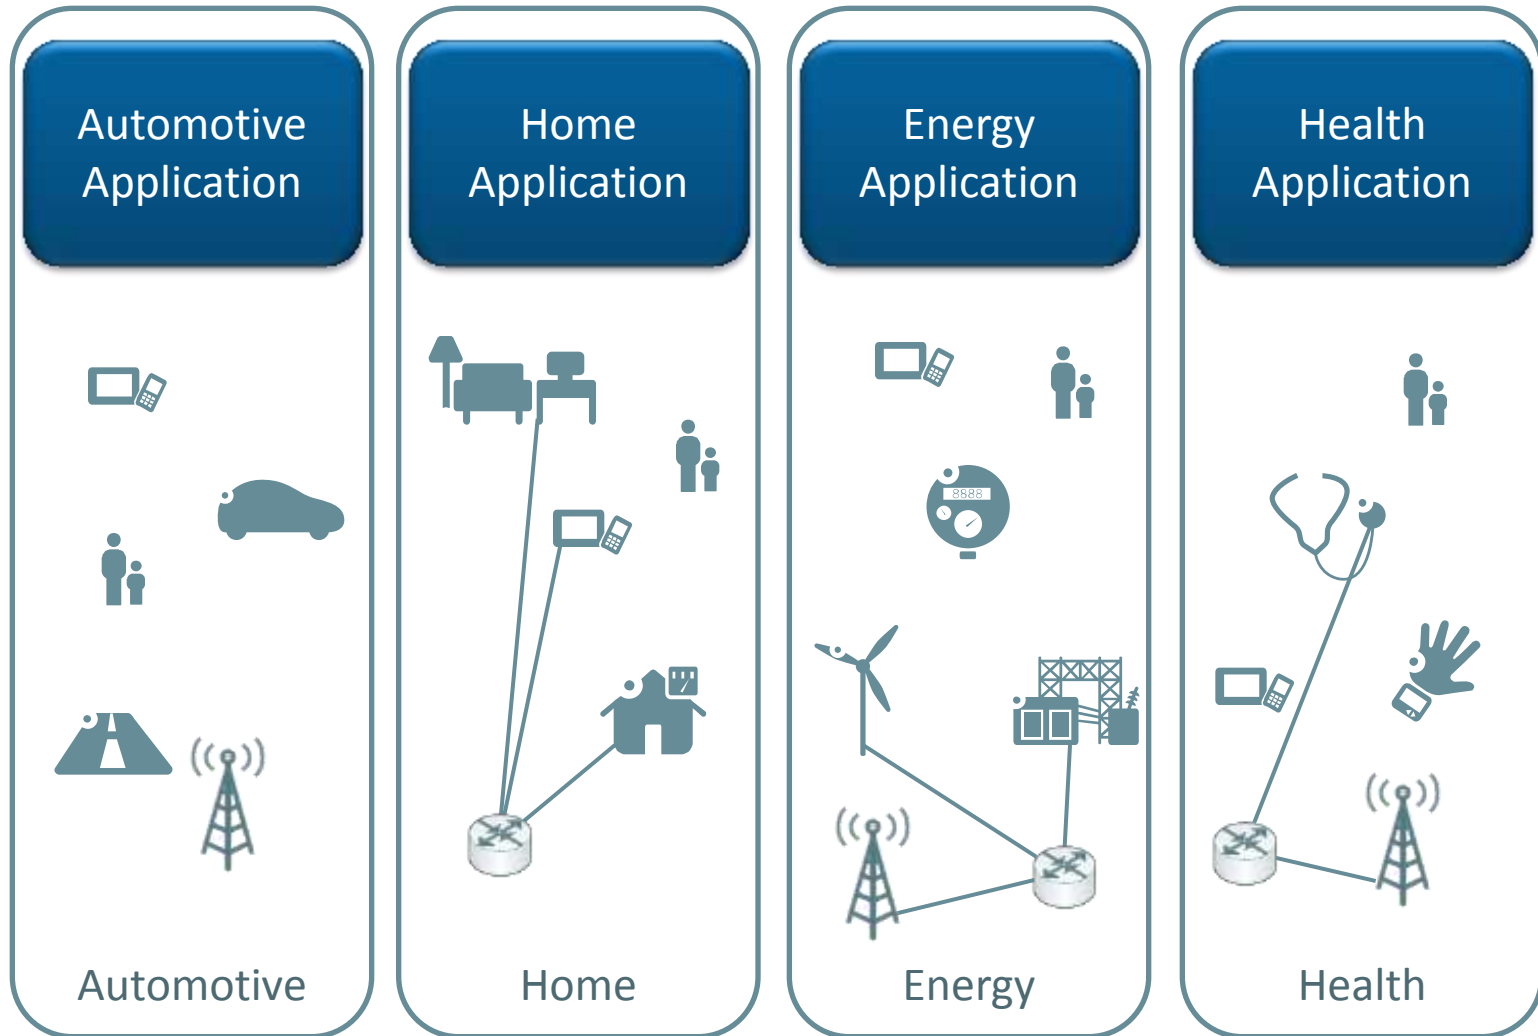 Automotive
Application
Home
Application
Energy
Application
Health
Application
8888
Automotive
Home
Energy
Health